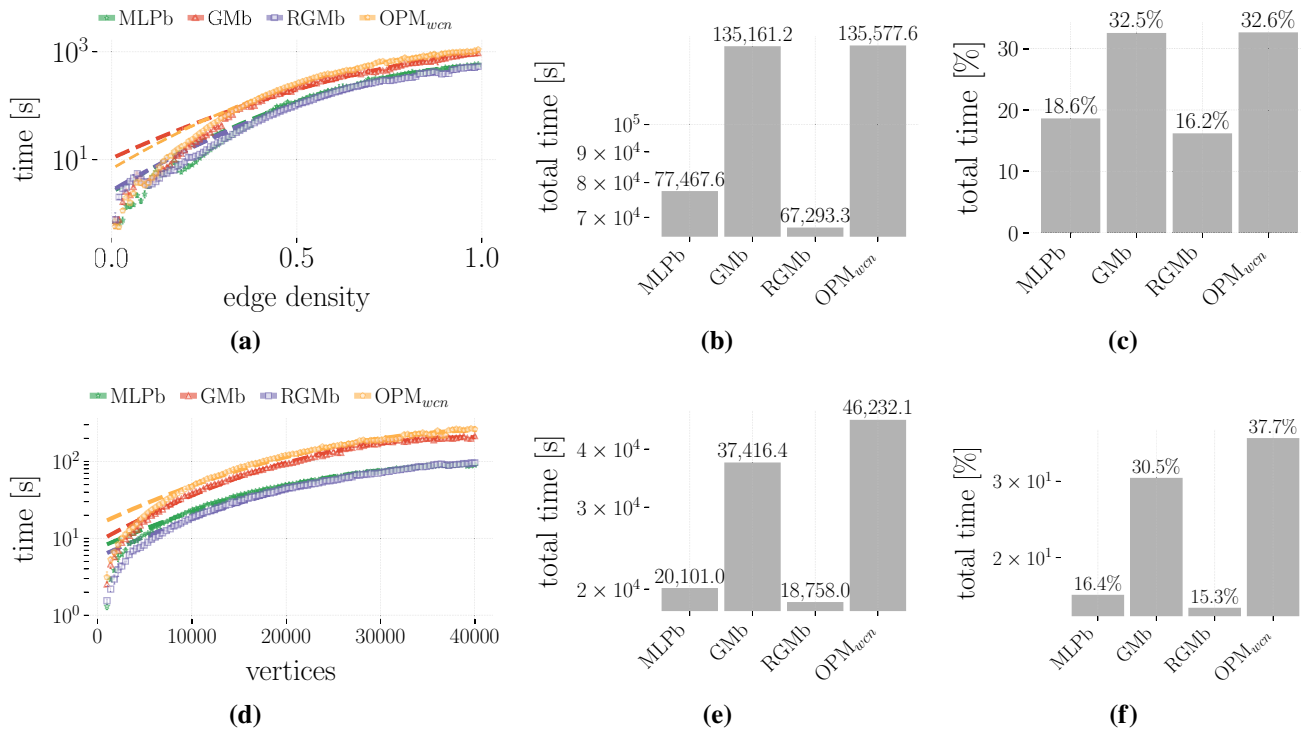 MLPb GMb RGMb OPM_wcn
time [s]
10^3
10^1
0.0 0.5 1.0
edge density
(a)
total time [s]
10^5
9 × 10^4
8 × 10^4
7 × 10^4
77,467.6
135,161.2
67,293.3
135,577.6
MLPb GMb RGMb OPM_wcn
(b)
total time [%]
30
20
10
0
18.6%
32.5%
16.2%
32.6%
MLPb GMb RGMb OPM_wcn
(c)
MLPb GMb RGMb OPM_wcn
time [s]
10^2
10^1
10^0
0 10000 20000 30000 40000
vertices
(d)
total time [s]
4 × 10^4
3 × 10^4
2 × 10^4
20,101.0
37,416.4
18,758.0
46,232.1
MLPb GMb RGMb OPM_wcn
(e)
total time [%]
3 × 10^1
2 × 10^1
16.4%
30.5%
15.3%
37.7%
MLPb GMb RGMb OPM_wcn
(f)